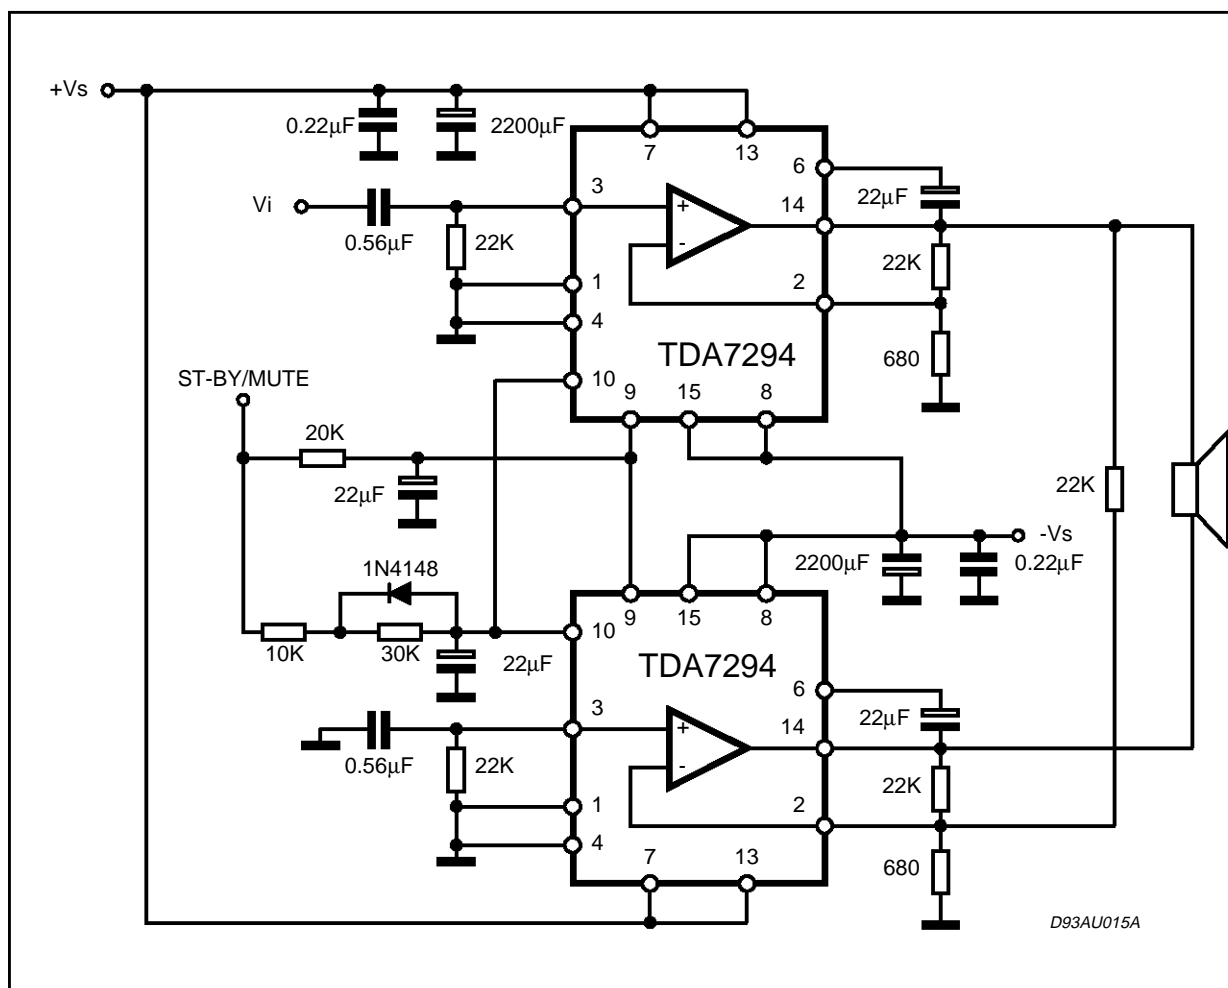 +Vs
0.22μF
2200μF
7
13
6
3
Vi
14
22μF
0.56μF
22K
22K
1
2
4
TDA7294
680
ST-BY/MUTE
10
9
15
8
20K
22μF
22K
-Vs
1N4148
2200μF
0.22μF
9
15
8
10
10K
30K
22μF
TDA7294
6
3
22μF
14
0.56μF
22K
22K
1
2
4
7
13
680
+
-
+
-
D93AU015A